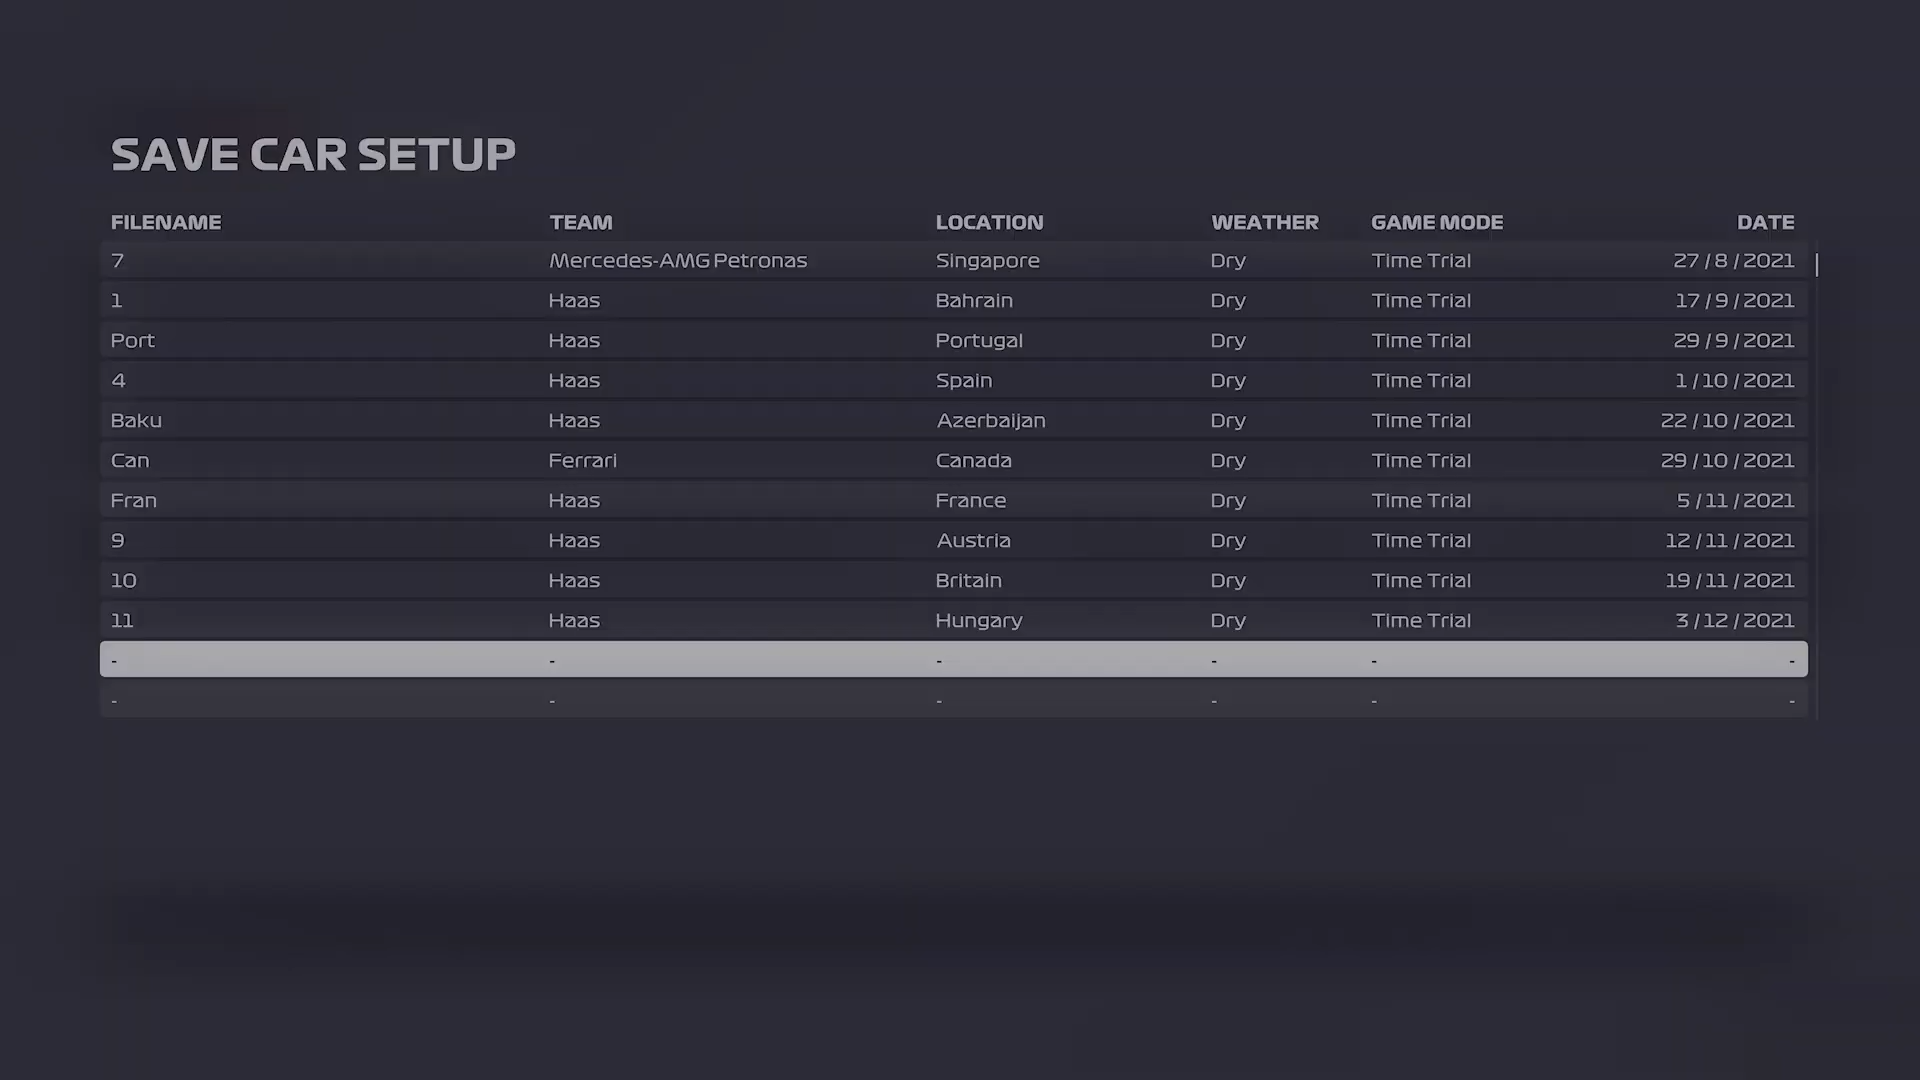 SAVE CAR SETUP
FILENAME TEAM LOCATION WEATHER GAME MODE DATE
7 Mercedes-AMG Petronas Singapore Dry Time Trial 27 / 8 / 2021
1 Haas Bahrain Dry Time Trial 17 / 9 / 2021
Port Haas Portugal Dry Time Trial 29 / 9 / 2021
4 Haas Spain Dry Time Trial 1 / 10 / 2021
Baku Haas Azerbaijan Dry Time Trial 22 / 10 / 2021
Can Ferrari Canada Dry Time Trial 29 / 10 / 2021
Fran Haas France Dry Time Trial 5 / 11 / 2021
9 Haas Austria Dry Time Trial 12 / 11 / 2021
10 Haas Britain Dry Time Trial 19 / 11 / 2021
11 Haas Hungary Dry Time Trial 3 / 12 / 2021
- - - - - -
- - - - - -